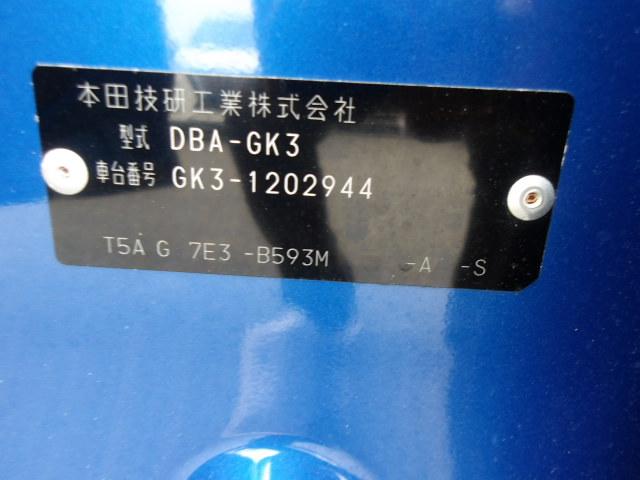 本田技研工業株式会社
型式 DBA-GK3
車台番号 GK3-1202944
T5A G 7E3 -B593M -A -S